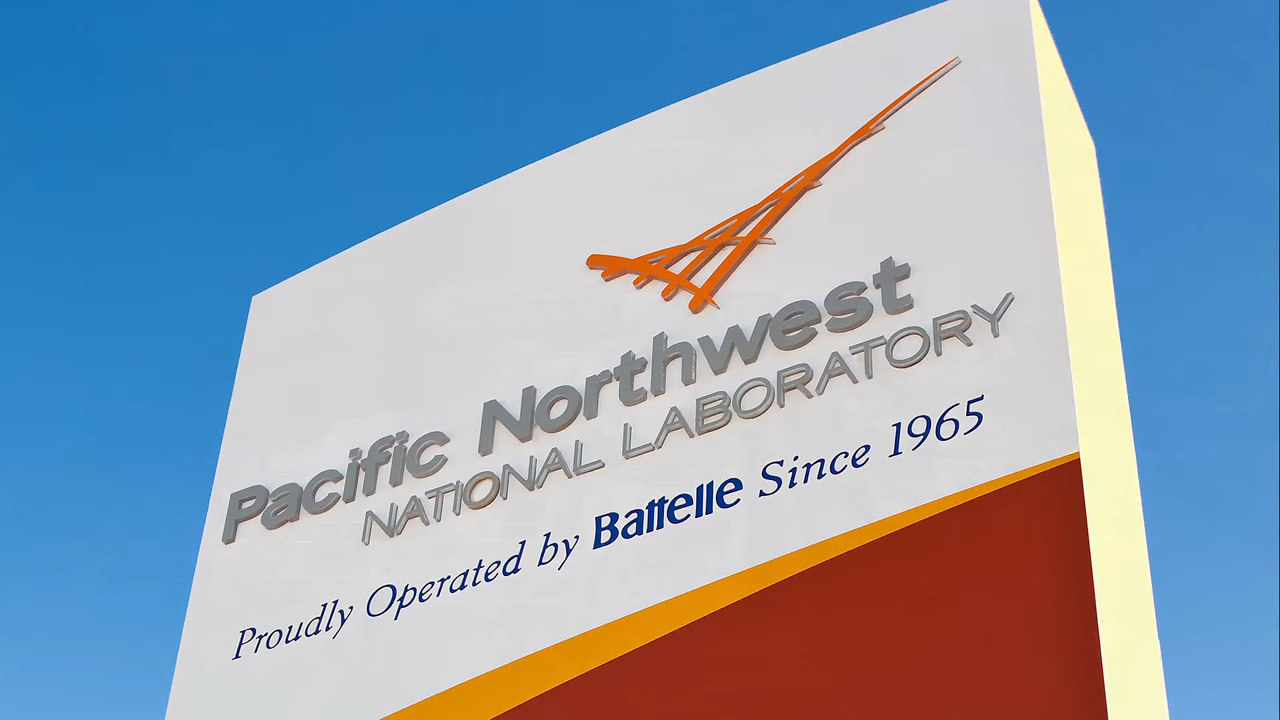 Pacific Northwest
NATIONAL LABORATORY
Proudly Operated by Battelle Since 1965